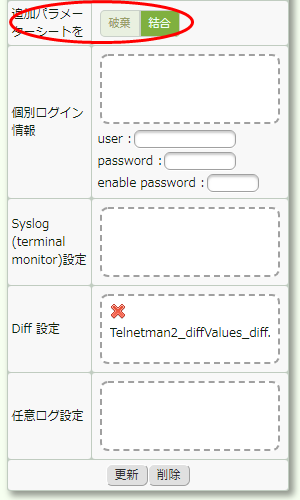 追加パラメー
ターシートを
破棄 結合
個別ログイン
情報
user :
password :
enable password :
Syslog
(terminal
monitor)設定
Diff 設定
Telnetman2_diffValues_diff.
任意ログ設定
更新 削除